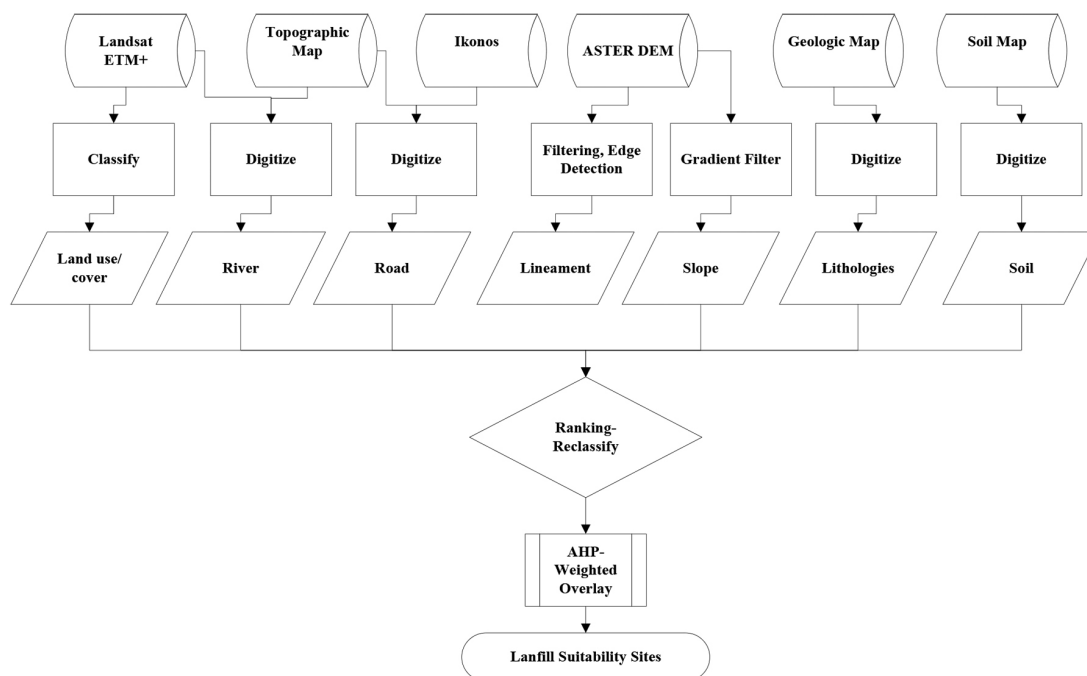 Landsat
ETM+
Topographic
Map
Ikonos
ASTER DEM
Geologic Map
Soil Map
Classify
Digitize
Digitize
Filtering, Edge
Detection
Gradient Filter
Digitize
Digitize
Land use/
cover
River
Road
Lineament
Slope
Lithologies
Soil
Ranking-
Reclassify
AHP-
Weighted
Overlay
Lanfill Suitability Sites